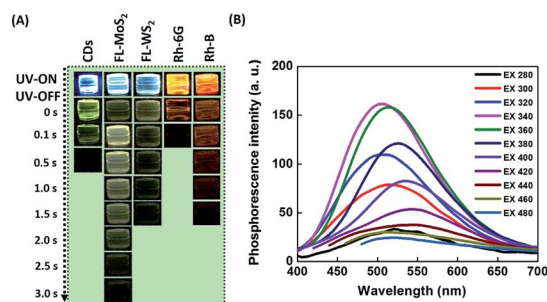 (A)
CDs
FL-MoS₂
FL-WS₂
Rh-6G
Rh-B
UV-ON
UV-OFF
0 s
0.1 s
0.5 s
1.0 s
1.5 s
2.0 s
2.5 s
3.0 s
(B)
Phosphorescence intenity (a. u.)
200
150
100
50
0
400 450 500 550 600 650 700
Wavelength (nm)
EX 280
EX 300
EX 320
EX 340
EX 360
EX 380
EX 400
EX 420
EX 440
EX 460
EX 480